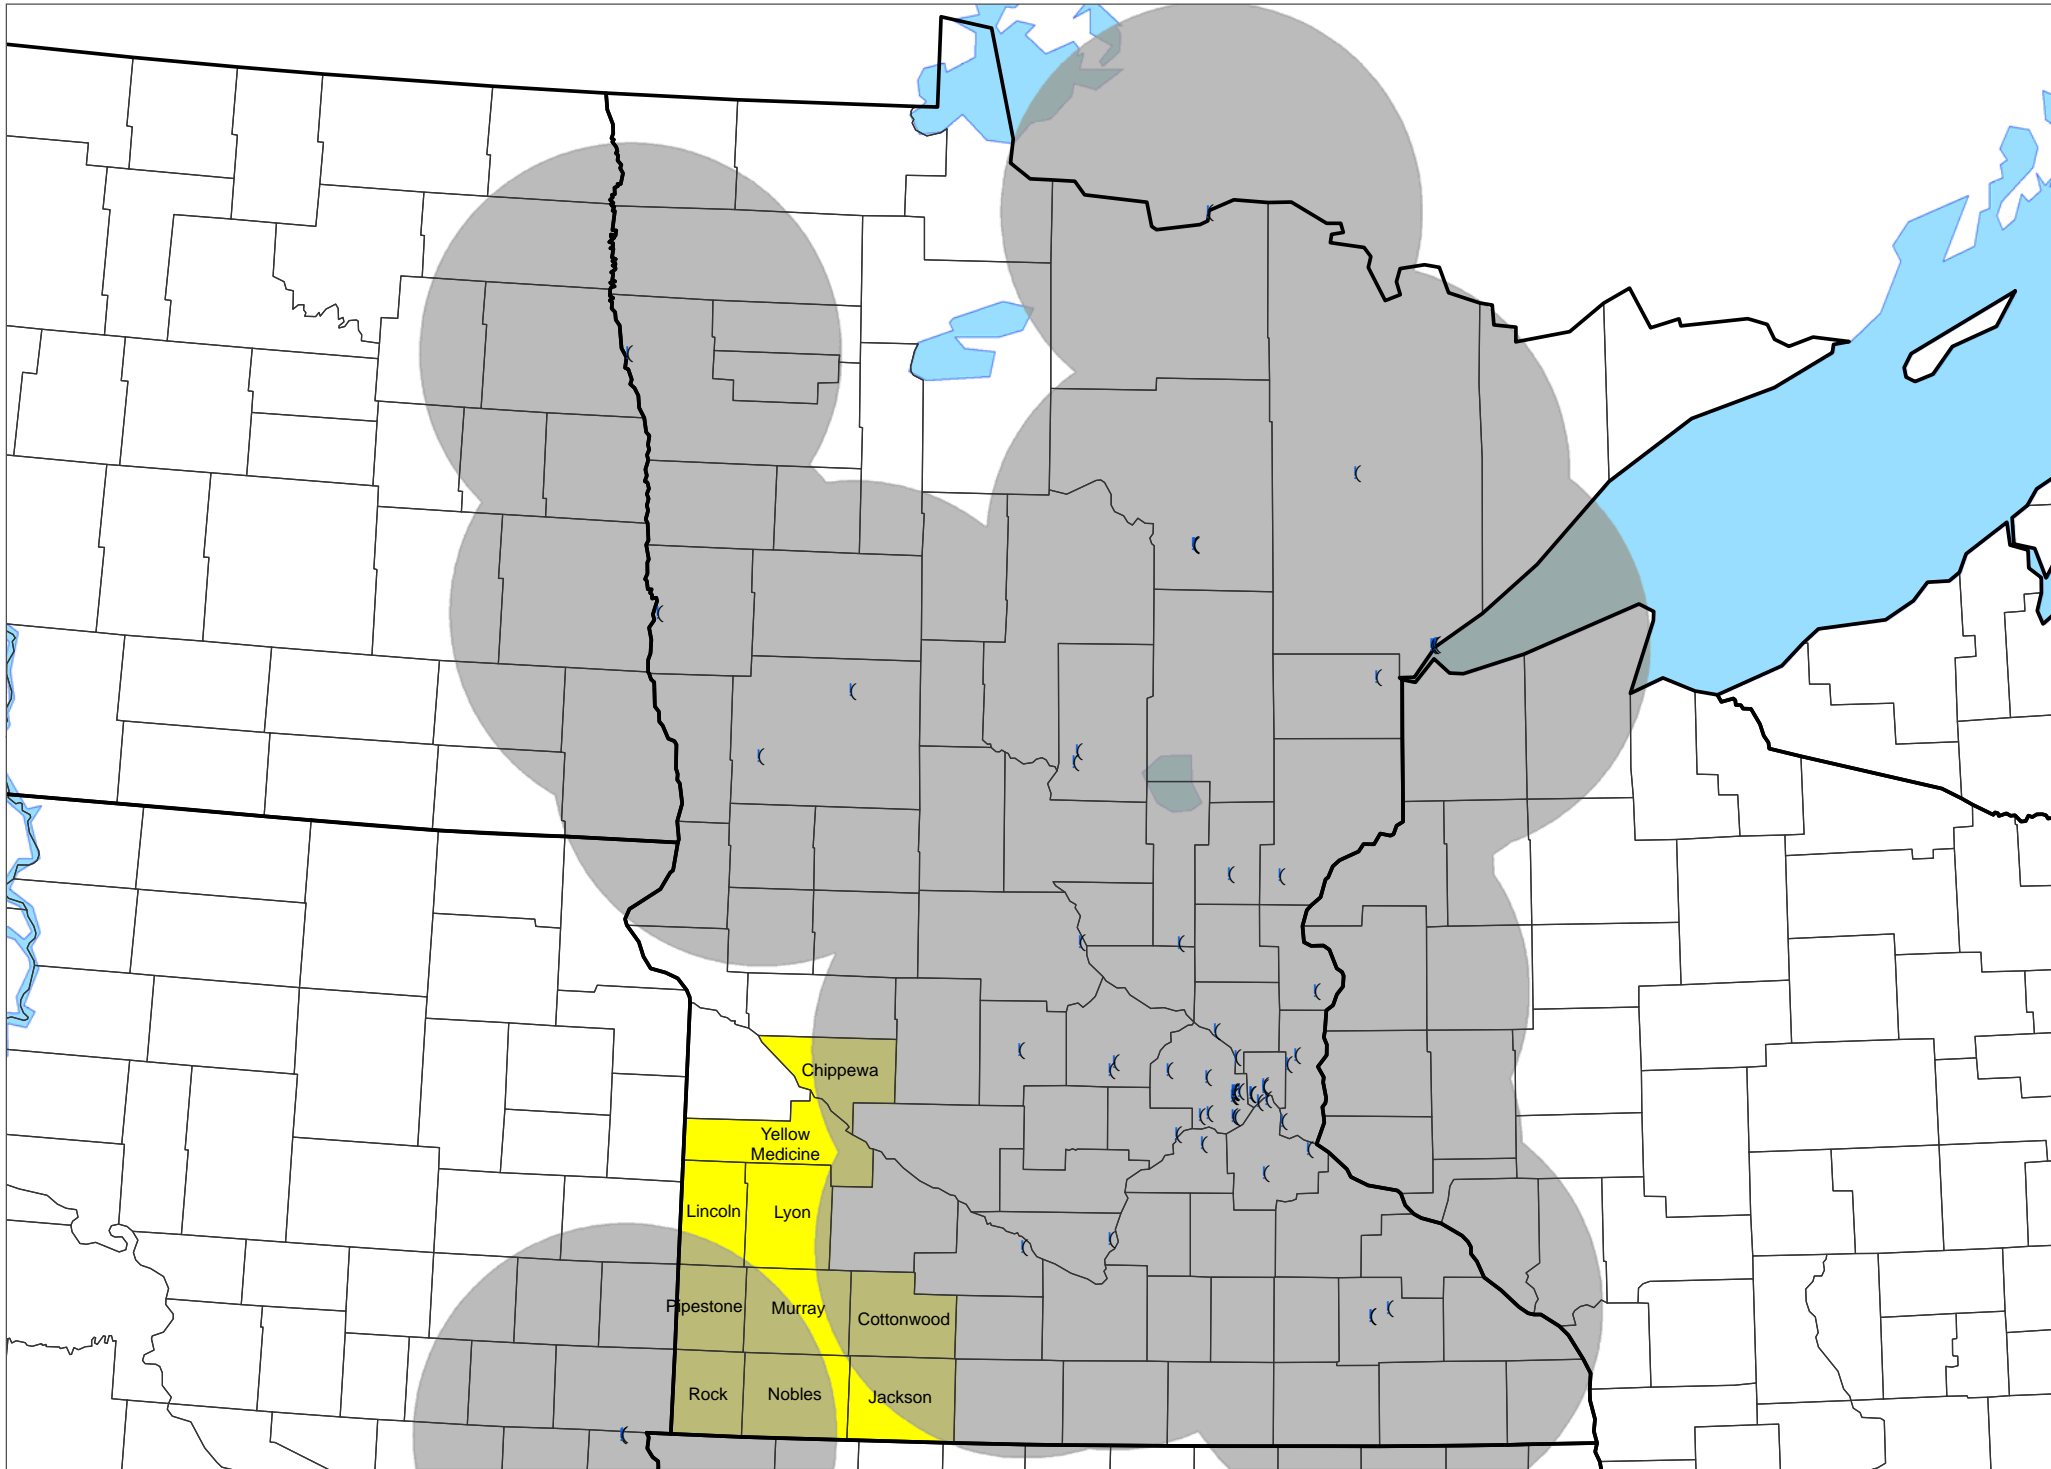 Chippewa
Yellow
Medicine
Lincoln
Lyon
Pipestone
Murray
Cottonwood
Rock
Nobles
Jackson